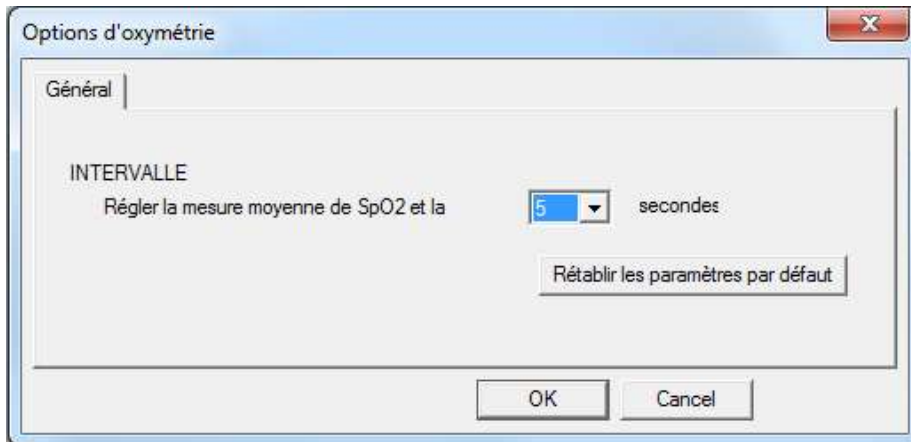 Options d'oxymétrie
Général
INTERVALLE
Régler la mesure moyenne de SpO2 et la 5 secondes
Rétablir les paramètres par défaut
OK Cancel